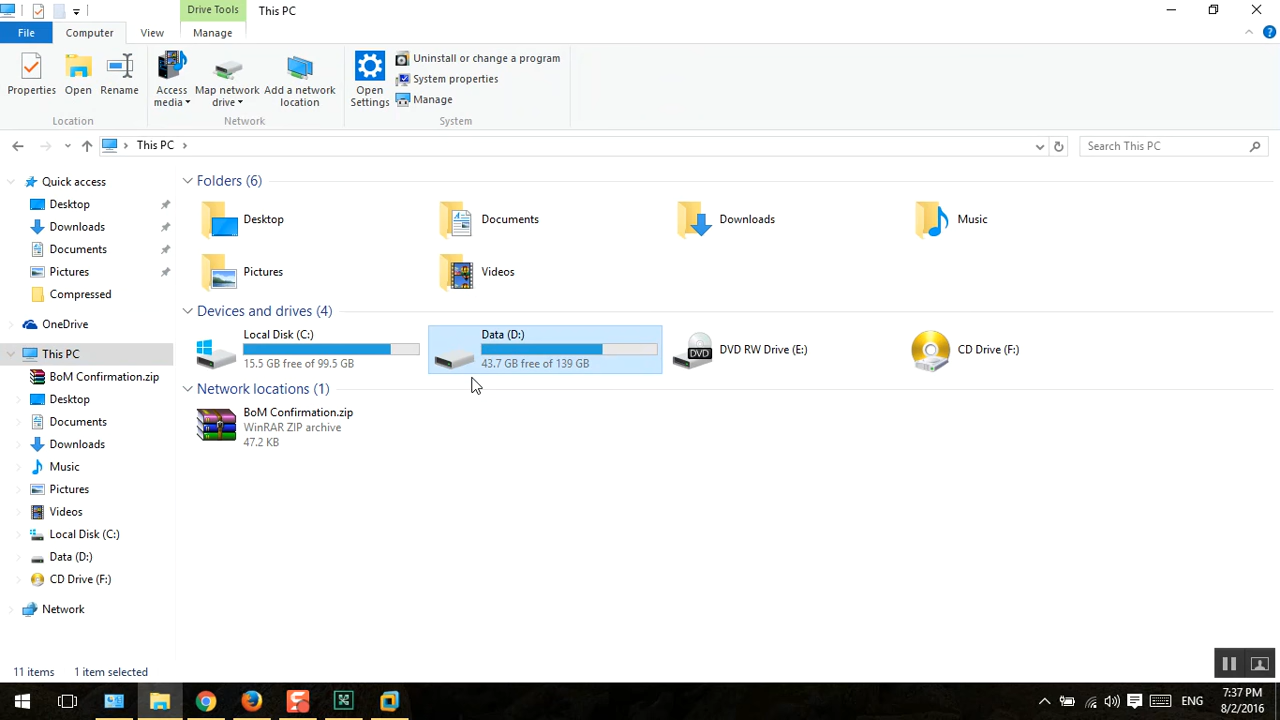 Drive Tools
This PC
File
Computer
View
Manage
Properties
Open
Rename
Access media
Map network drive
Add a network location
Open Settings
Uninstall or change a program
System properties
Manage
Location
Network
System
This PC
Search This PC
Quick access
Desktop
Downloads
Documents
Pictures
Compressed
OneDrive
This PC
BoM Confirmation.zip
Desktop
Documents
Downloads
Music
Pictures
Videos
Local Disk (C:)
Data (D:)
CD Drive (F:)
Network
Folders (6)
Desktop
Documents
Downloads
Music
Pictures
Videos
Devices and drives (4)
Local Disk (C:)
15.5 GB free of 99.5 GB
Data (D:)
43.7 GB free of 139 GB
DVD
DVD RW Drive (E:)
CD Drive (F:)
Network locations (1)
BoM Confirmation.zip
WinRAR ZIP archive
47.2 KB
11 items
1 item selected
ENG
7:37 PM
8/2/2016